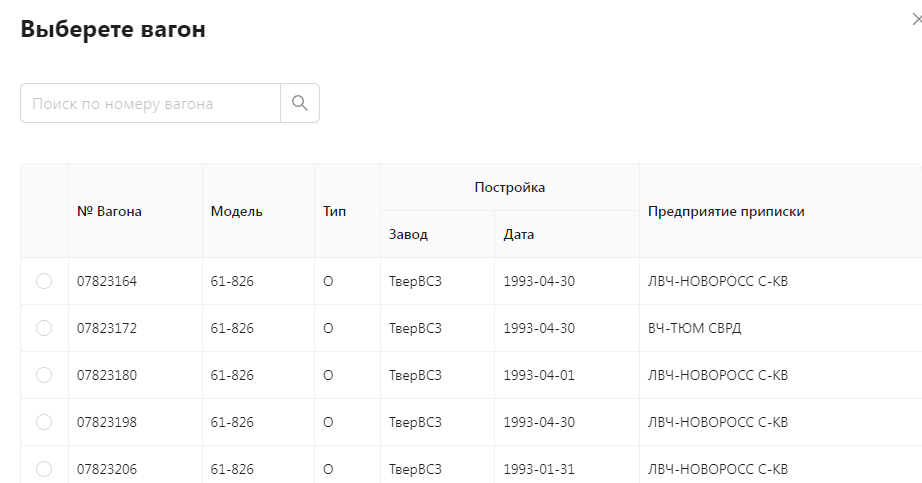 Выберете вагон
Поиск по номеру вагона
Постройка
№ Вагона Модель Тип Предприятие приписки
Завод Дата
07823164 61-826 О ТверВСЗ 1993-04-30 ЛВЧ-НОВОРОСС С-КВ
07823172 61-826 О ТверВСЗ 1993-04-30 ВЧ-ТЮМ СВРД
07823180 61-826 О ТверВСЗ 1993-04-01 ЛВЧ-НОВОРОСС С-КВ
07823198 61-826 О ТверВСЗ 1993-04-30 ЛВЧ-НОВОРОСС С-КВ
07823206 61-826 О ТверВСЗ 1993-01-31 ЛВЧ-НОВОРОСС С-КВ